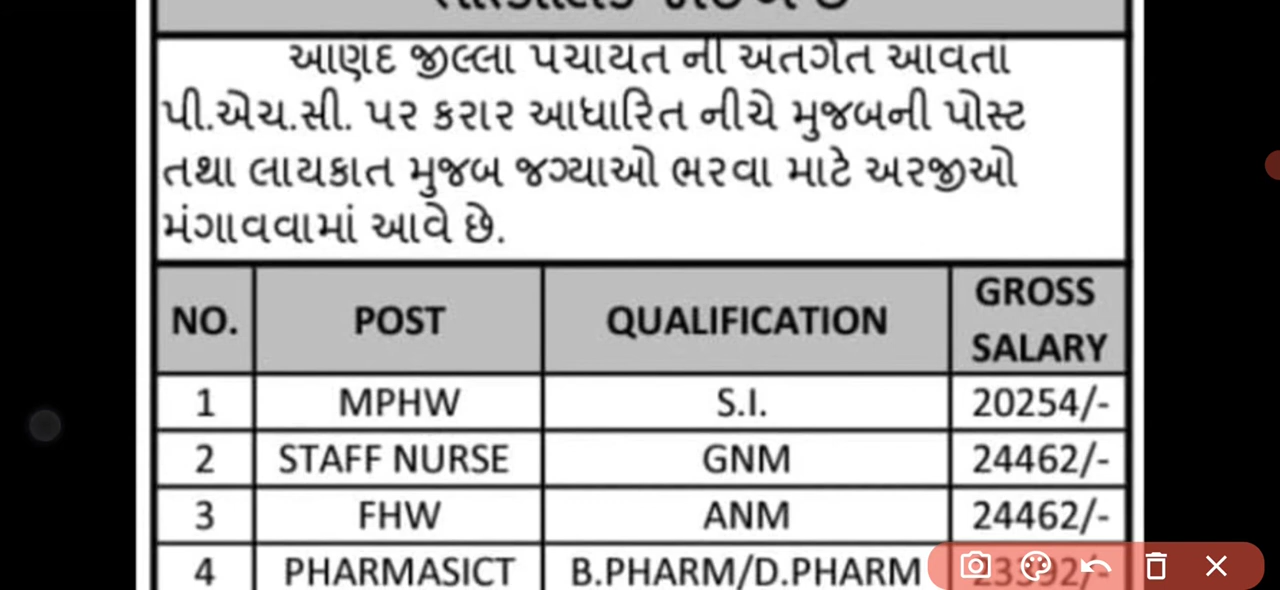 આણંદ જીલ્લા પંચાયત ની અંતર્ગત આવતા
પી.એચ.સી. પર કરાર આધારિત નીચે મુજબની પોસ્ટ
તથા લાયકાત મુજબ જગ્યાઓ ભરવા માટે અરજીઓ
મંગાવવામાં આવે છે.
NO. POST QUALIFICATION GROSS SALARY
1 MPHW S.I. 20254/-
2 STAFF NURSE GNM 24462/-
3 FHW ANM 24462/-
4 PHARMASICT B.PHARM/D.PHARM